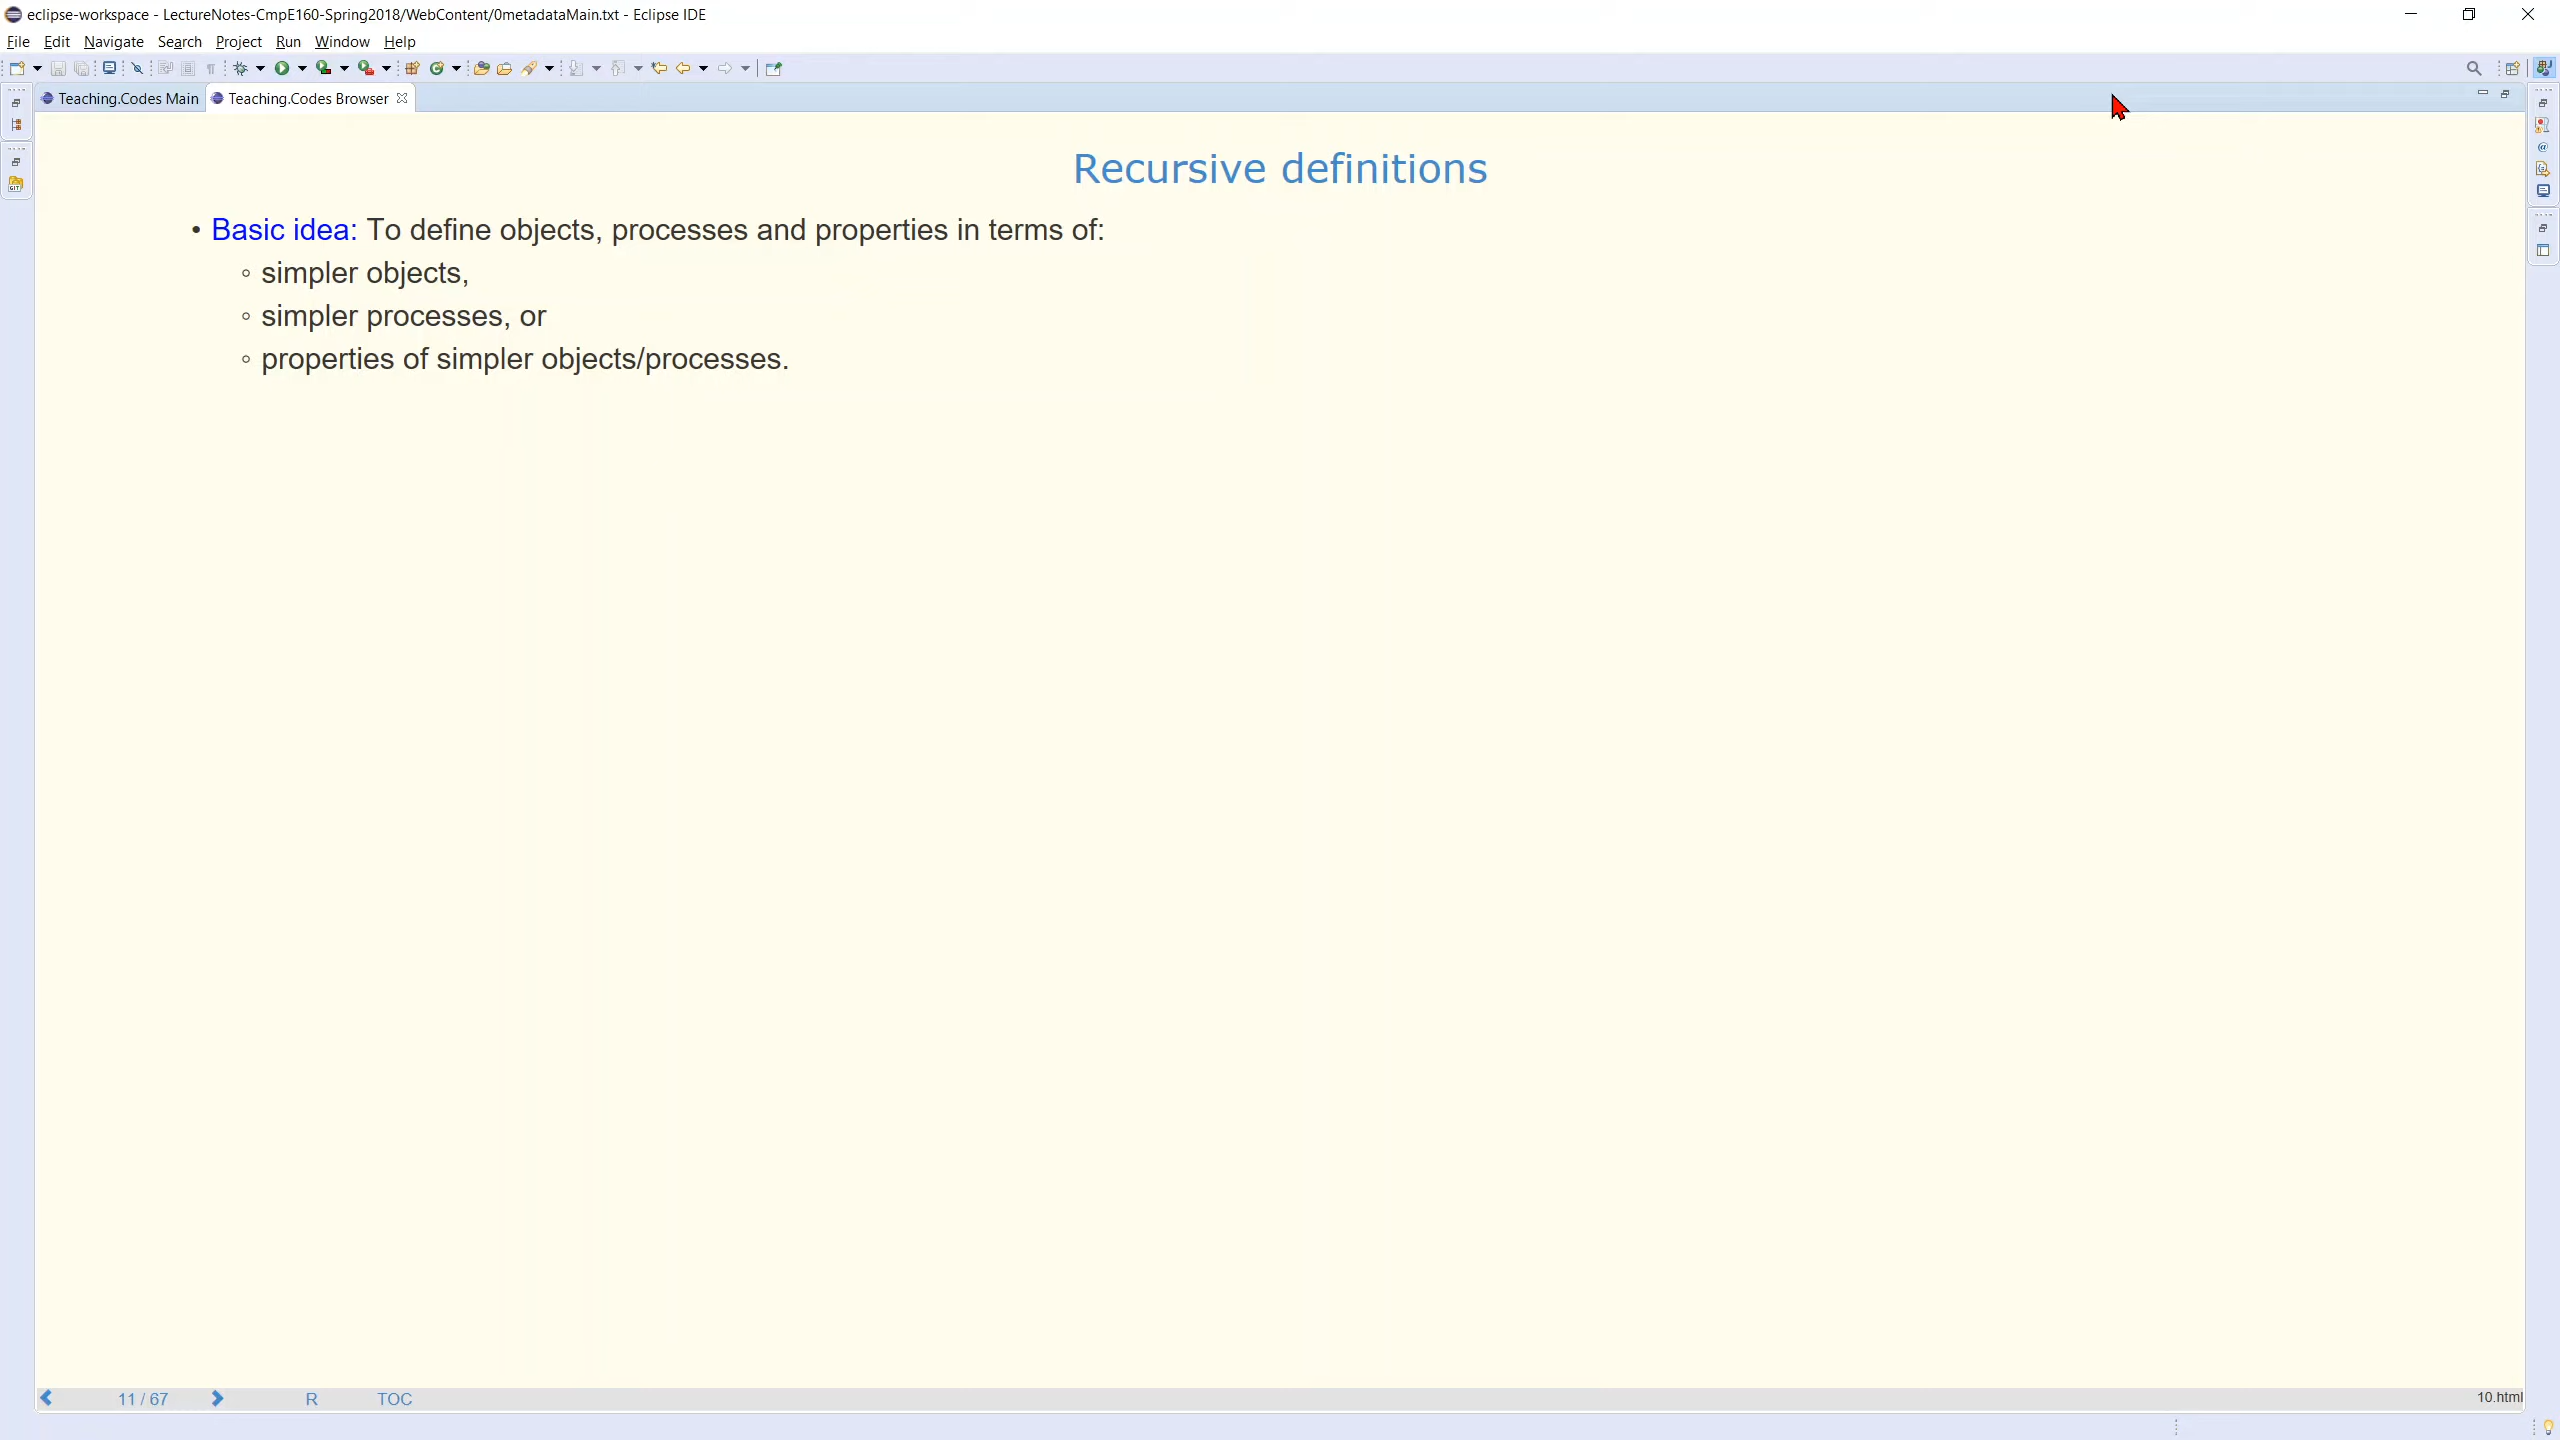 eclipse-workspace - LectureNotes-CmpE160-Spring2018/WebContent/0metadataMain.txt - Eclipse IDE
File Edit Navigate Search Project Run Window Help
Teaching.Codes Main Teaching.Codes Browser
Recursive definitions
• Basic idea: To define objects, processes and properties in terms of:
◦ simpler objects,
◦ simpler processes, or
◦ properties of simpler objects/processes.
11 / 67 R TOC 10.html